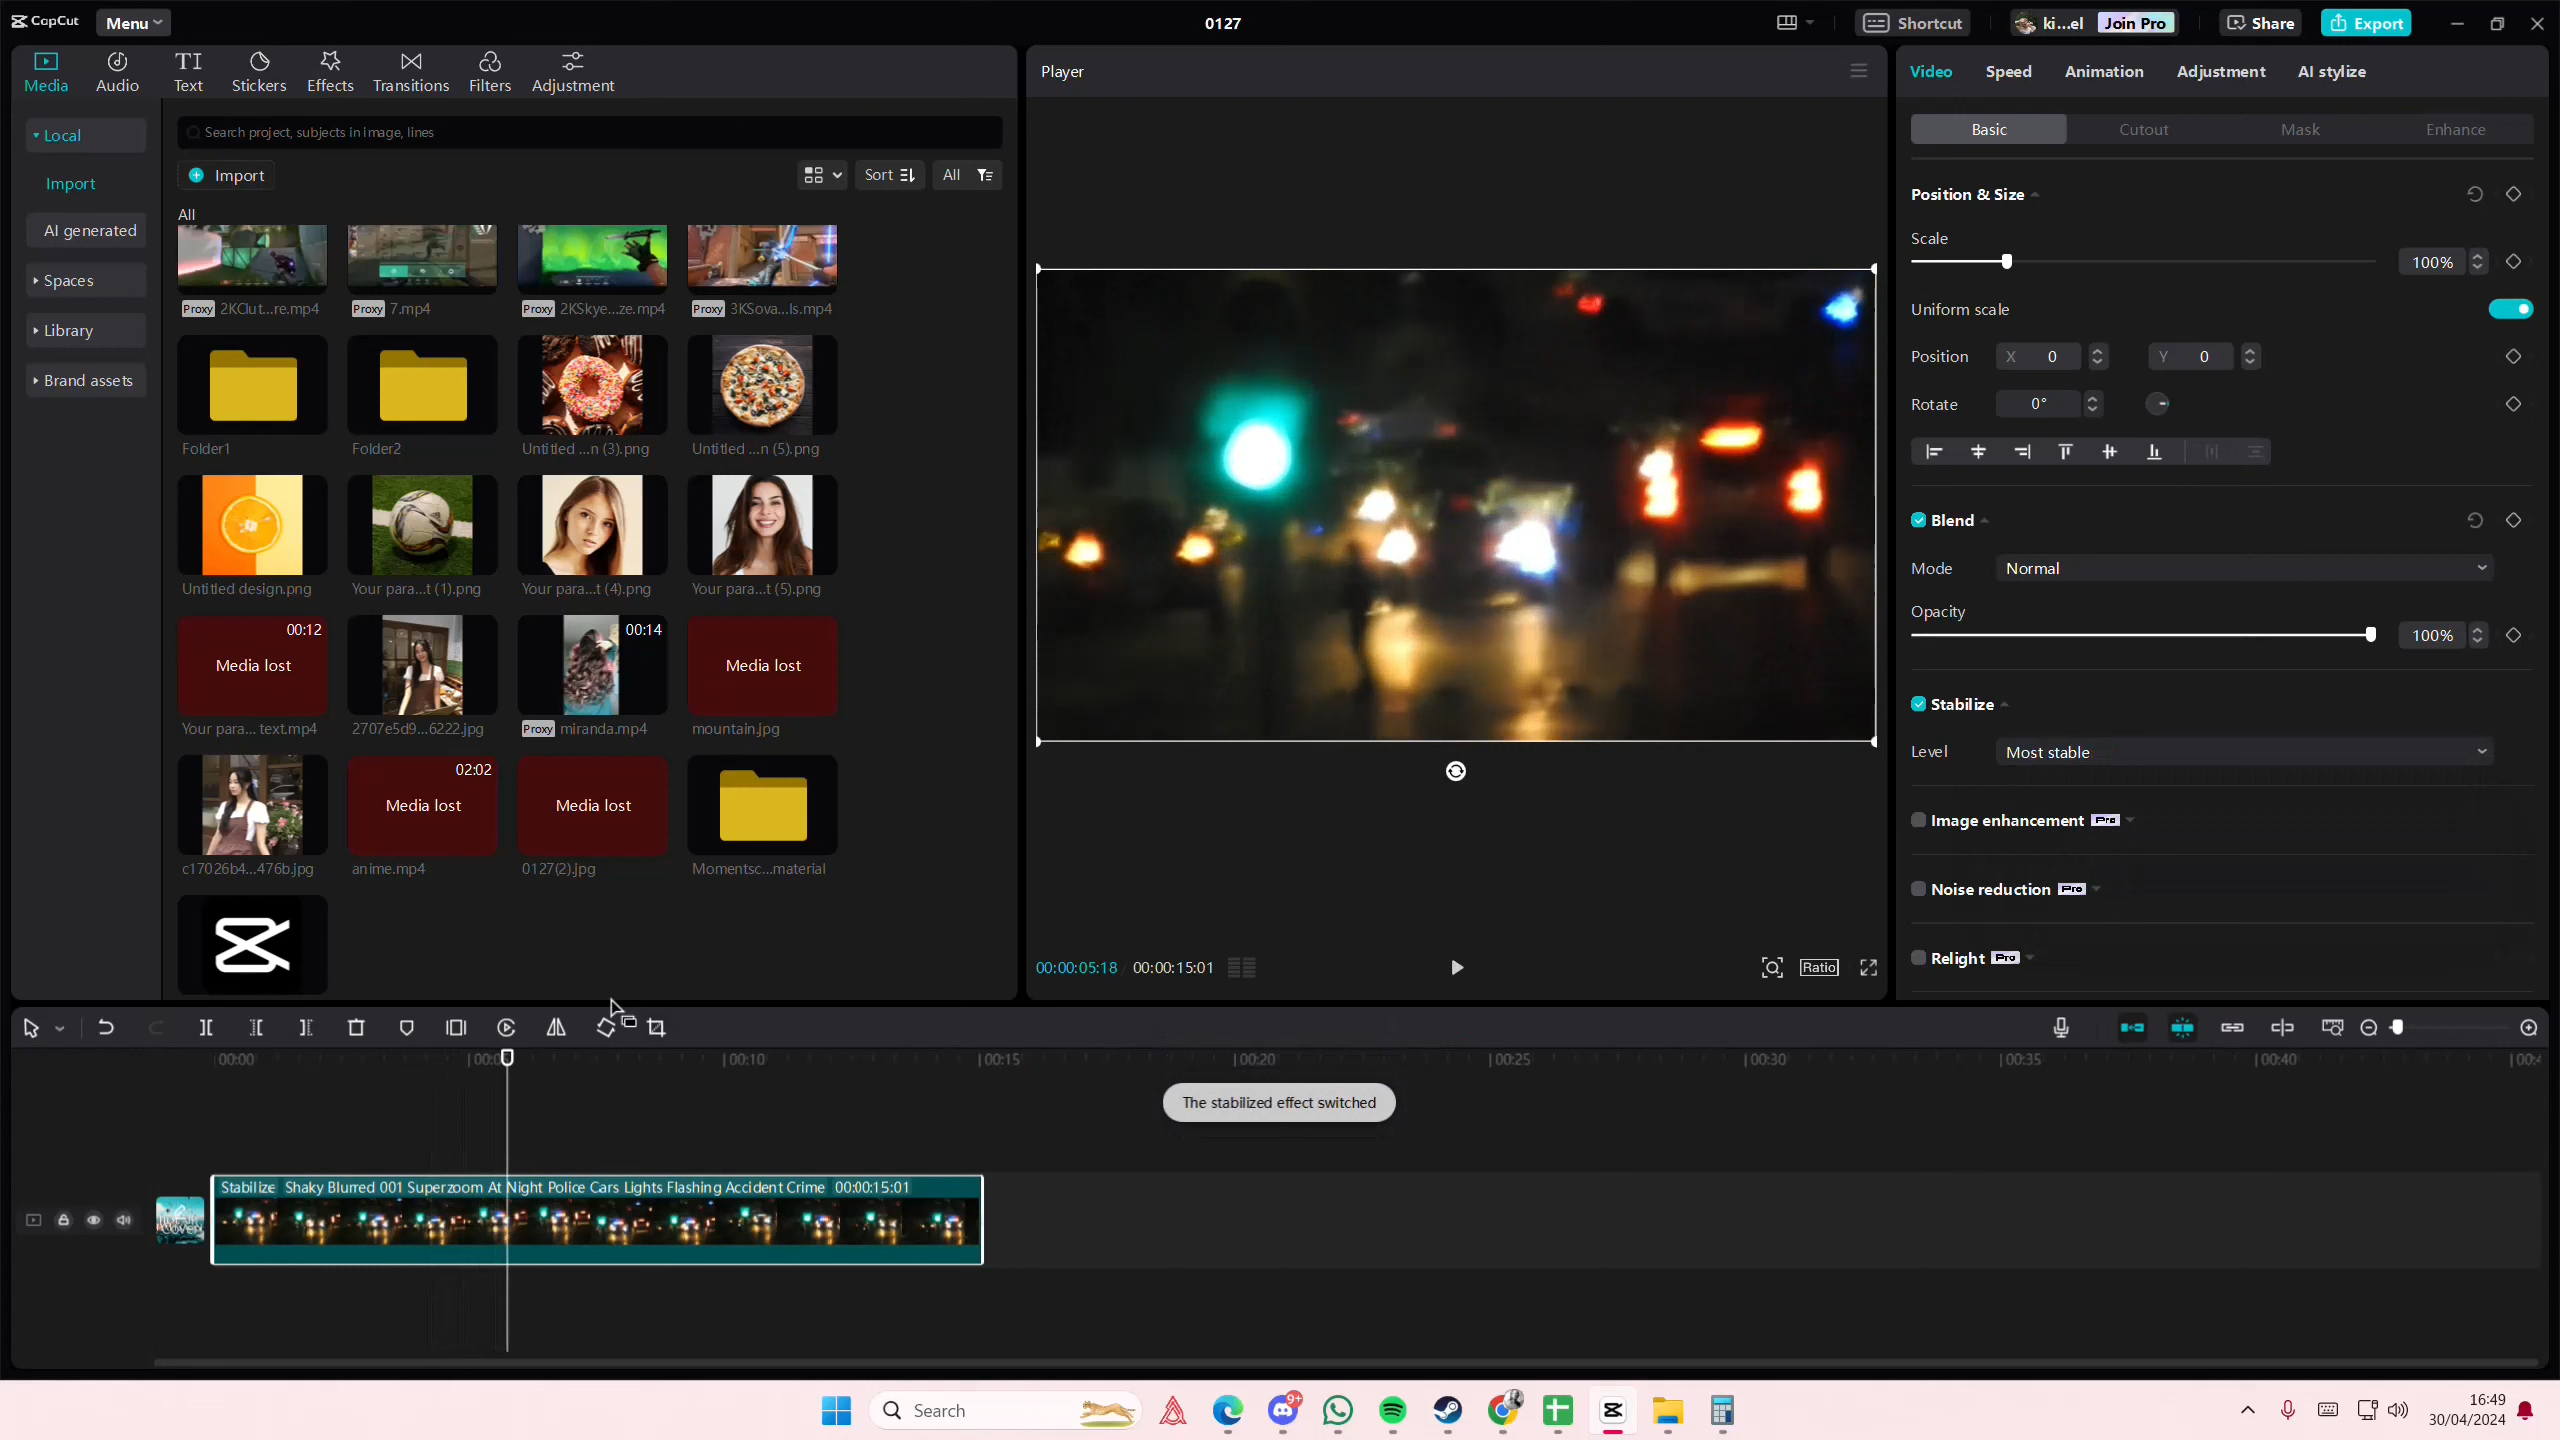 CapCut
Menu
0127
Shortcut
ki...el
Join Pro
Share
Export
Media
Audio
TI
Text
Stickers
Effects
Transitions
Filters
Adjustment
Player
Video
Speed
Animation
Adjustment
AI stylize
Local
Import
AI generated
Spaces
Library
Brand assets
Search project, subjects in image, lines
Import
Sort
All
All
Proxy 2KClut...re.mp4
Proxy 7.mp4
Proxy 2KSkye...ze.mp4
Proxy 3KSova...ls.mp4
Folder1
Folder2
Untitled ...n (3).png
Untitled ...n (5).png
Untitled design.png
Your para...t (1).png
Your para...t (4).png
Your para...t (5).png
00:12
Media lost
00:14
Media lost
Your para... text.mp4
2707e5d9...6222.jpg
Proxy miranda.mp4
mountain.jpg
02:02
Media lost
Media lost
c17026b4...476b.jpg
anime.mp4
0127(2).jpg
Momentsc...material
00:00:05:18
00:00:15:01
Ratio
Basic
Cutout
Mask
Enhance
Position & Size
Scale
100%
Uniform scale
Position
X 0
Y 0
Rotate
0°
Blend
Mode
Normal
Opacity
100%
Stabilize
Level
Most stable
Image enhancement Pro
Noise reduction Pro
Relight Pro
00:00
00:10
00:15
00:20
00:25
00:30
00:35
00:40
The stabilized effect switched
Stabilize
Shaky Blurred 001 Superzoom At Night Police Cars Lights Flashing Accident Crime
00:00:15:01
Search
9+
16:49
30/04/2024